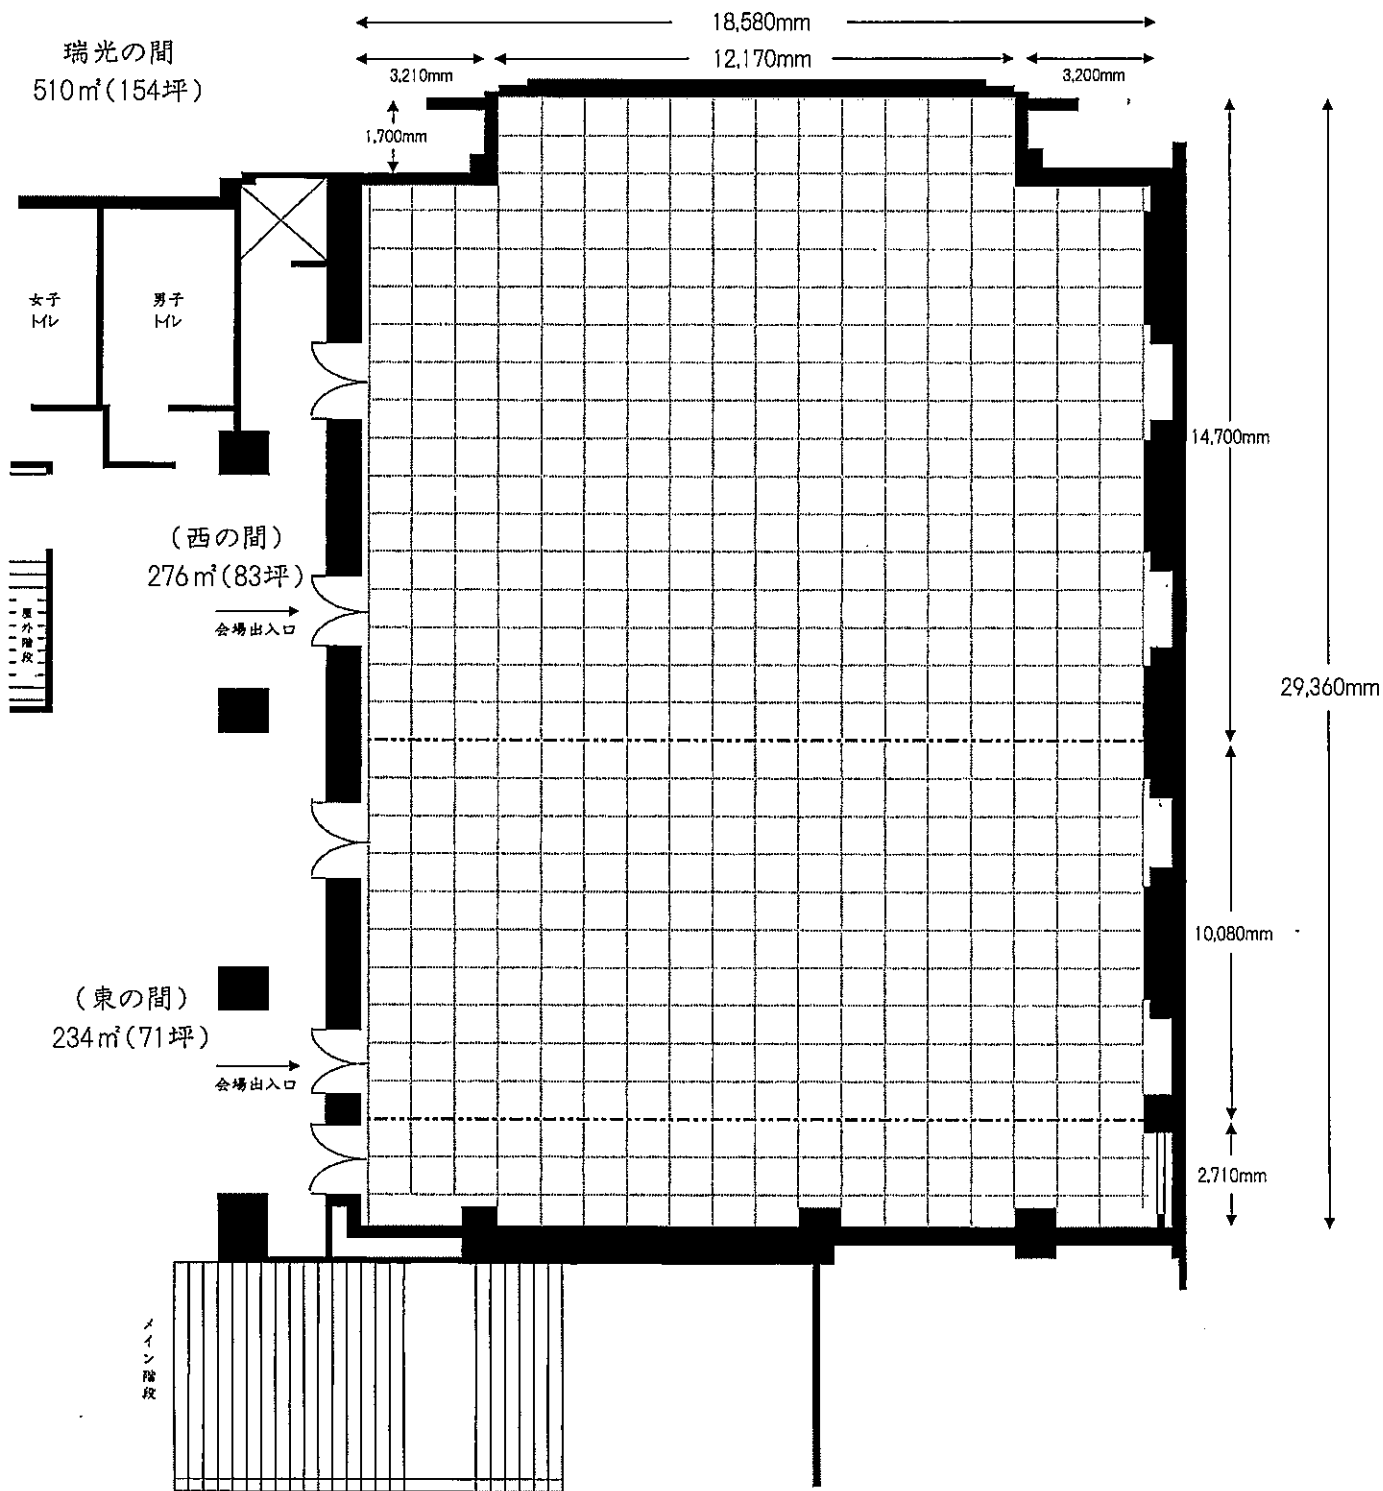 18,580mm
瑞光の間
510㎡(154坪)
3,210mm
12,170mm
3,200mm
1,700mm
女子
トイレ
男子
トイレ
14,700mm
(西の間)
276㎡(83坪)
会場出入口
屋外階段
29,360mm
10,080mm
(東の間)
234㎡(71坪)
会場出入口
2,710mm
メイン階段